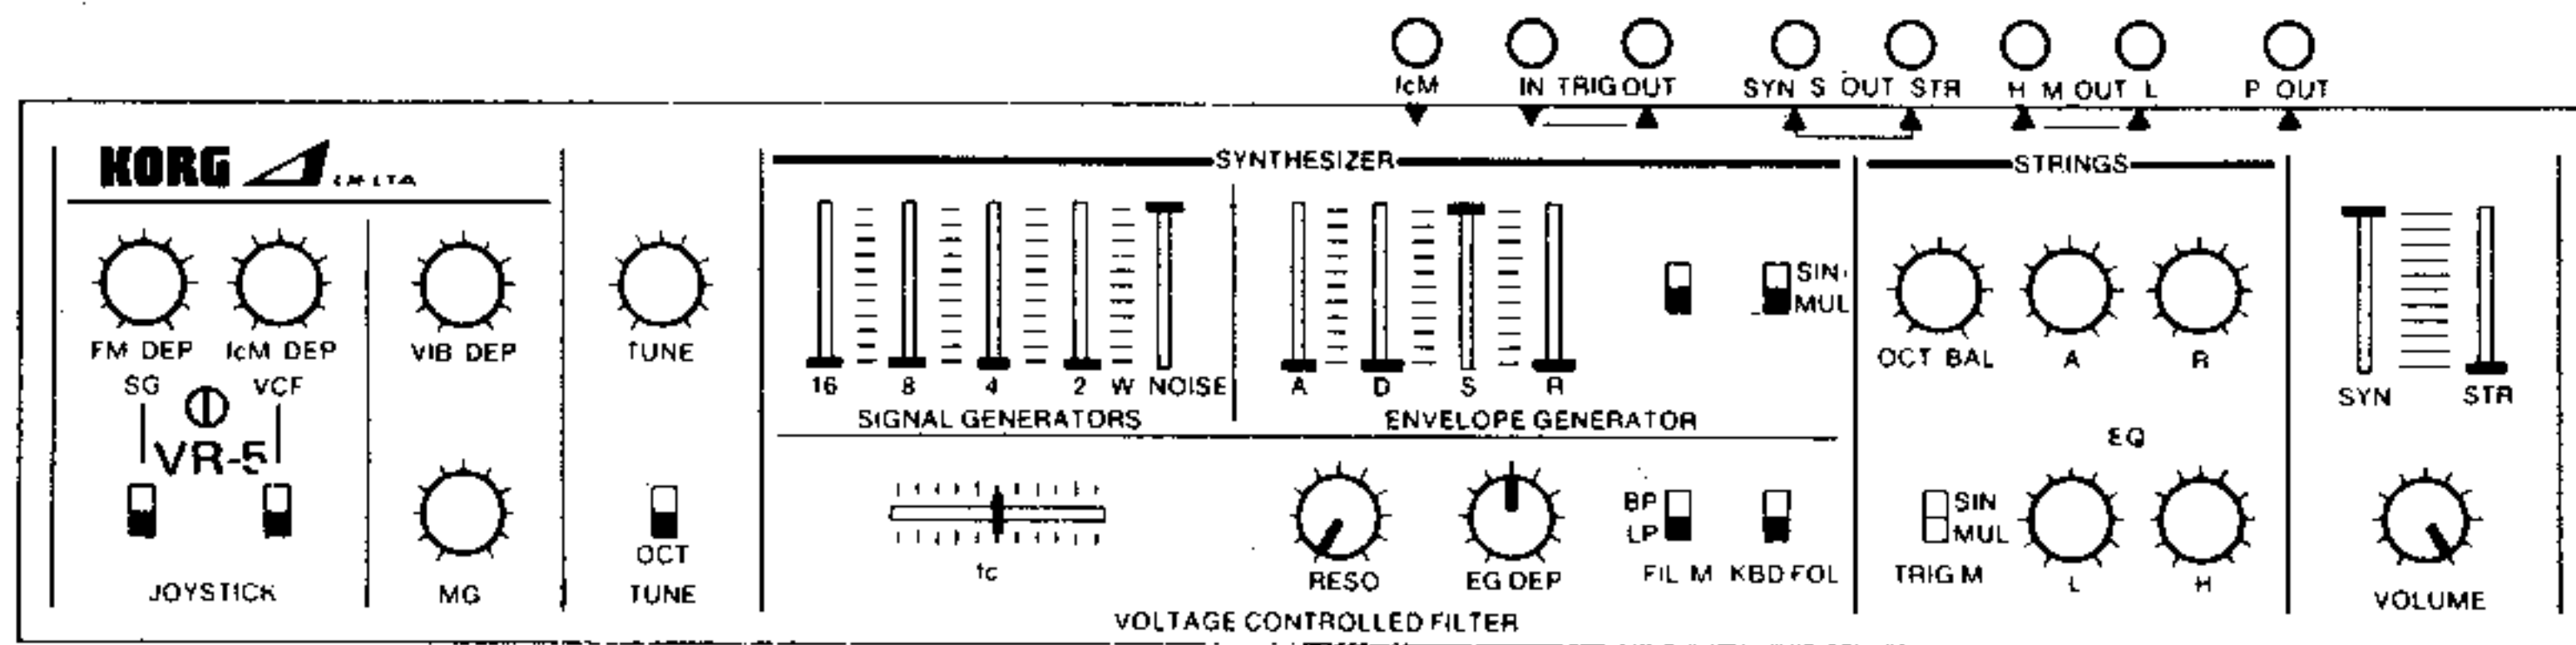 IcM IN TRIG OUT SYN S OUT STR H M OUT L P OUT
KORG DELTA
SYNTHESIZER
STRINGS
FM DEP IcM DEP VIB DEP TUNE
SIN
MUL
OCT BAL A R
SG VCF
16 8 4 2 W NOISE A D S R
SYN STR
SIGNAL GENERATORS ENVELOPE GENERATOR
VR-5
EQ
BP
LP
SIN
MUL
OCT
fc RESO EG DEP FIL M KBD FOL TRIG M L H
JOYSTICK MG TUNE
VOLUME
VOLTAGE CONTROLLED FILTER